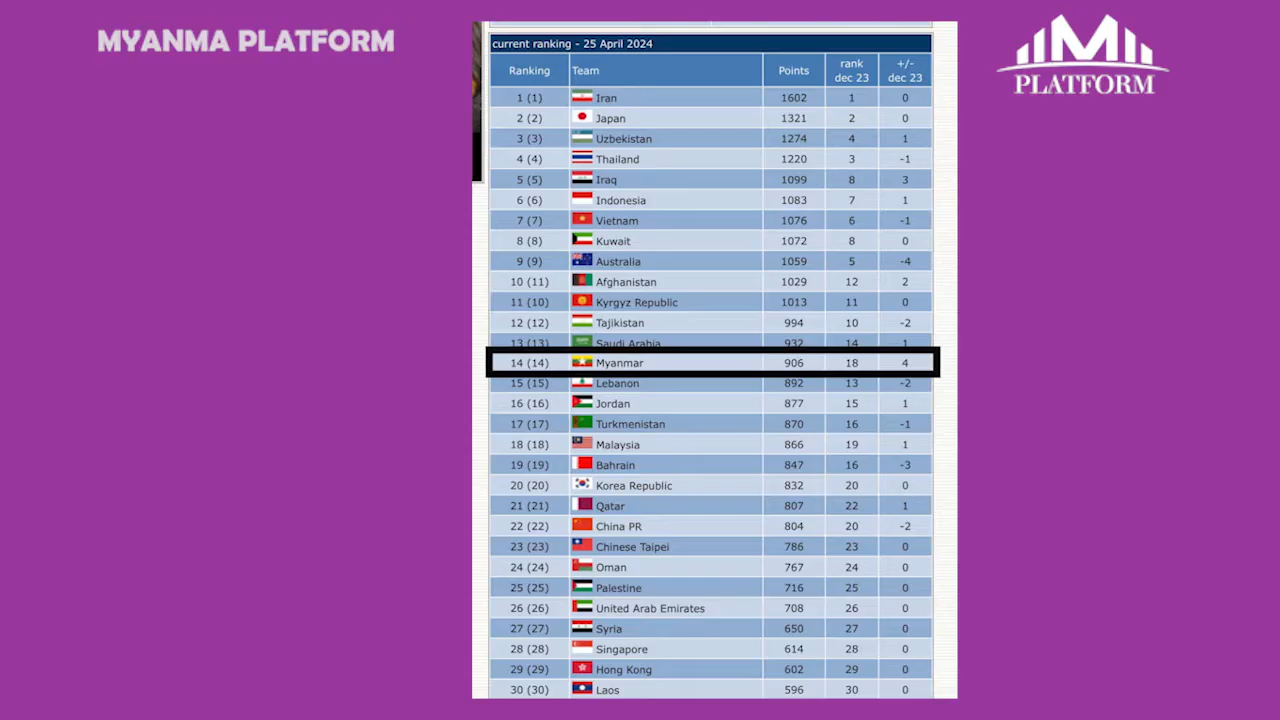 MYANMA PLATFORM
M
PLATFORM
current ranking - 25 April 2024
Ranking Team Points rank dec 23 +/- dec 23
1 (1) Iran 1602 1 0
2 (2) Japan 1321 2 0
3 (3) Uzbekistan 1274 4 1
4 (4) Thailand 1220 3 -1
5 (5) Iraq 1099 8 3
6 (6) Indonesia 1083 7 1
7 (7) Vietnam 1076 6 -1
8 (8) Kuwait 1072 8 0
9 (9) Australia 1059 5 -4
10 (11) Afghanistan 1029 12 2
11 (10) Kyrgyz Republic 1013 11 0
12 (12) Tajikistan 994 10 -2
13 (13) Saudi Arabia 932 14 1
14 (14) Myanmar 906 18 4
15 (15) Lebanon 892 13 -2
16 (16) Jordan 877 15 1
17 (17) Turkmenistan 870 16 -1
18 (18) Malaysia 866 19 1
19 (19) Bahrain 847 16 -3
20 (20) Korea Republic 832 20 0
21 (21) Qatar 807 22 1
22 (22) China PR 804 20 -2
23 (23) Chinese Taipei 786 23 0
24 (24) Oman 767 24 0
25 (25) Palestine 716 25 0
26 (26) United Arab Emirates 708 26 0
27 (27) Syria 650 27 0
28 (28) Singapore 614 28 0
29 (29) Hong Kong 602 29 0
30 (30) Laos 596 30 0